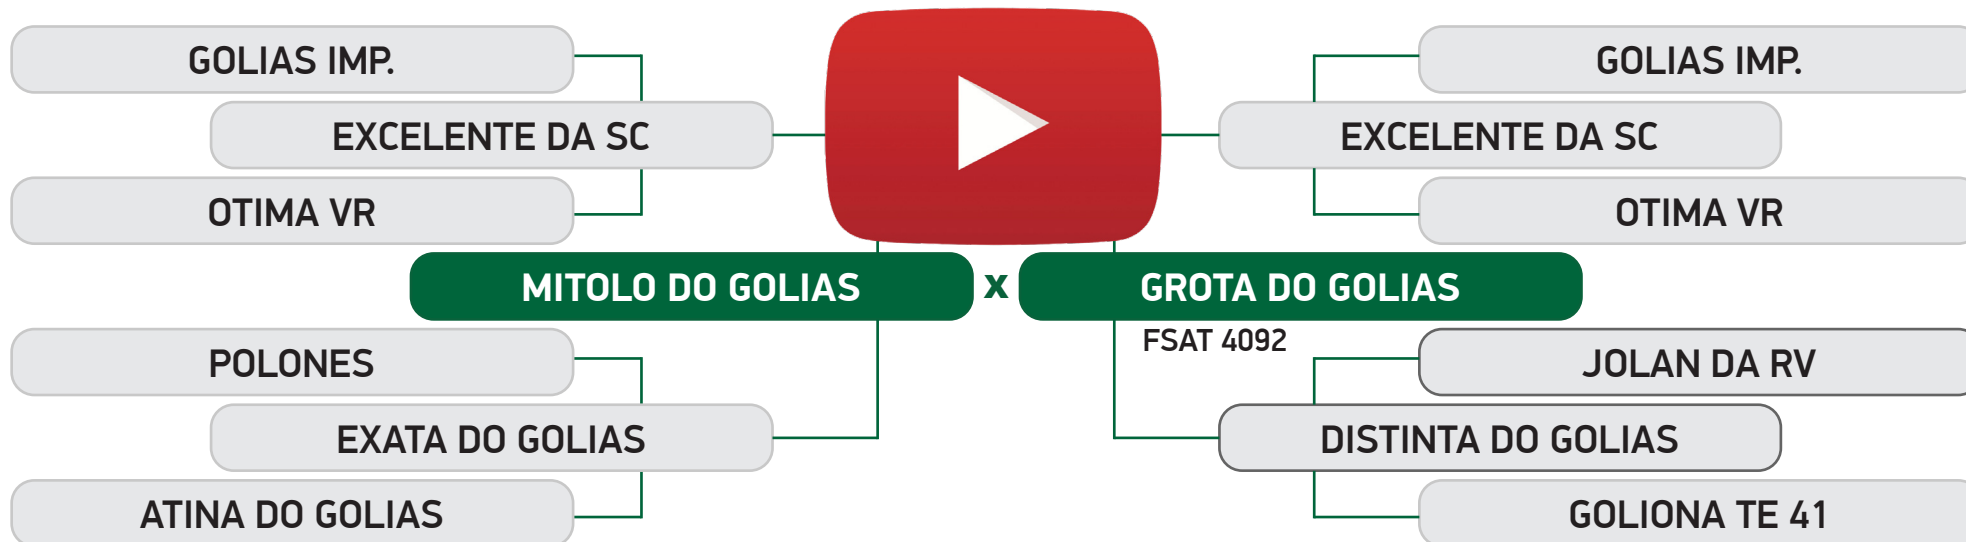 GOLIAS IMP.
GOLIAS IMP.
EXCELENTE DA SC
EXCELENTE DA SC
OTIMA VR
OTIMA VR
MITOLO DO GOLIAS x GROTA DO GOLIAS
FSAT 4092
POLONES
JOLAN DA RV
EXATA DO GOLIAS
DISTINTA DO GOLIAS
ATINA DO GOLIAS
GOLIONA TE 41